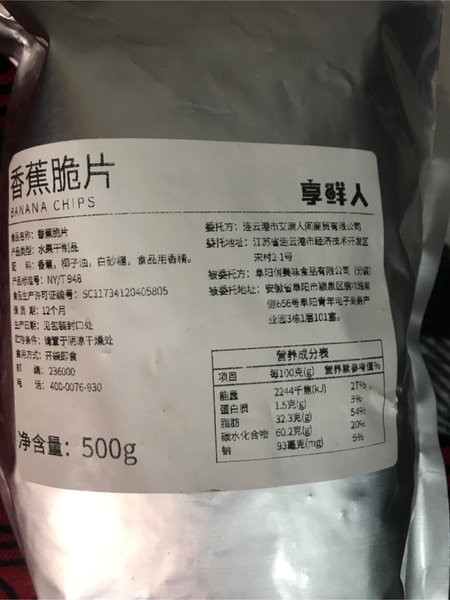 香蕉脆片
BANANA CHIPS
享鲜人
食品名称：香蕉脆片
产品类型：水果干制品
配 料：香蕉，椰子油，白砂糖，食品用香精。
产品标准号：NY/T 948
食品生产许可证编号：SC11734120405805
保 质 期：12个月
生产日期：见包装封口处
贮存条件：请置于阴凉干燥处
食用方式：开袋即食
邮 编：236000
电 话：400-0076-930
净含量：500g
委托方：连云港市艾润人间商贸有限公司
委托地址：江苏省连云港市经济技术开发区
宋村2-1号
被委托方：阜阳俏美味食品有限公司（分装）
被委托地址：安徽省阜阳市颍泉区
侧656号阜阳青年电子商务产
业园3栋1层101室。
营养成分表
项目 每100克(g) 营养素参考值%
能量 2244千焦(kJ) 27%
蛋白质 1.5克(g) 3%
脂肪 32.3克(g) 54%
碳水化合物 60.2克(g) 20%
钠 93毫克(mg) 5%